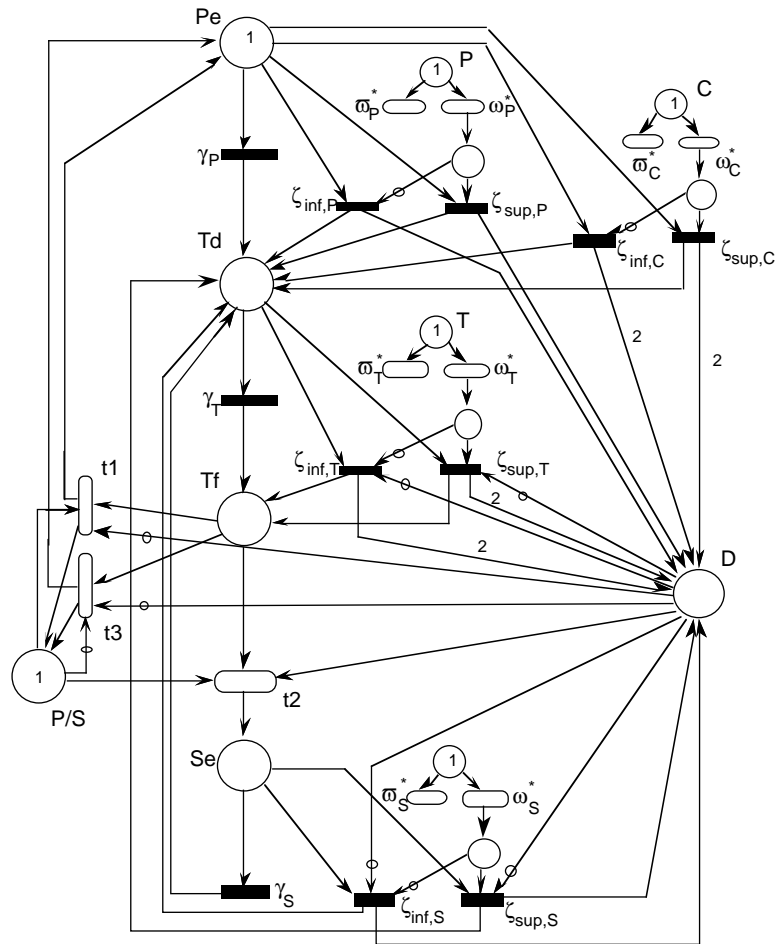 Pe
1
P
1
ϖ*P
ω*P
C
1
ϖ*C
ω*C
γP
ζinf,P
ζsup,P
Td
ζinf,C
ζsup,C
T
1
2
2
ϖ*T
ω*T
γT
ζinf,T
ζsup,T
t1
Tf
2
2
D
t3
1
P/S
t2
Se
1
ϖ*S
ω*S
γS
ζinf,S
ζsup,S